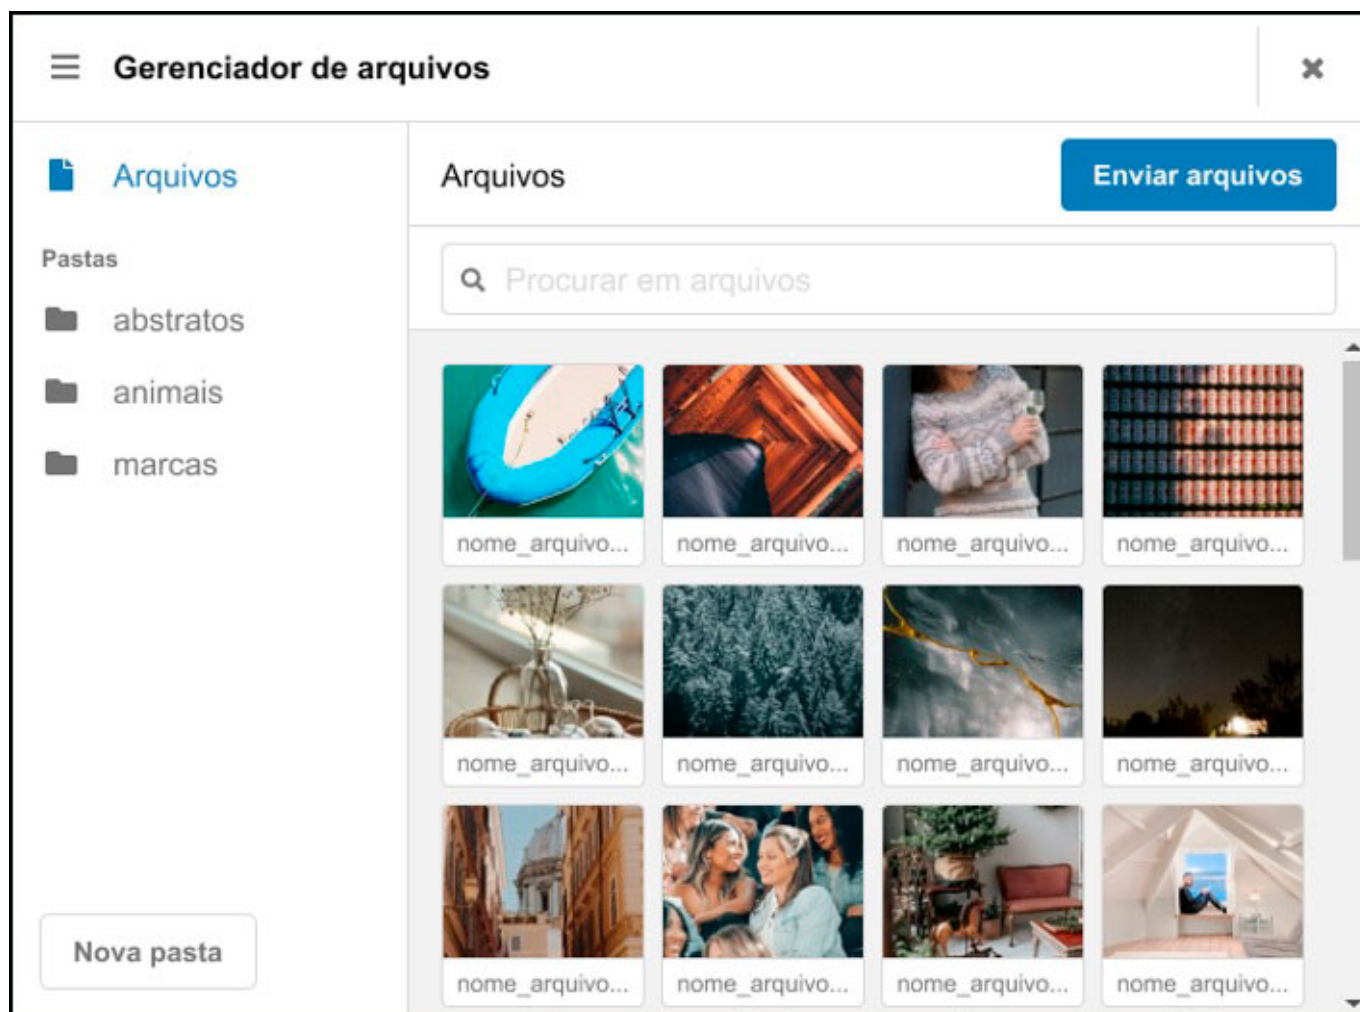 Gerenciador de arquivos
Arquivos
Pastas
abstratos
animais
marcas
Nova pasta
Arquivos
Enviar arquivos
Procurar em arquivos
nome_arquivo...
nome_arquivo...
nome_arquivo...
nome_arquivo...
nome_arquivo...
nome_arquivo...
nome_arquivo...
nome_arquivo...
nome_arquivo...
nome_arquivo...
nome_arquivo...
nome_arquivo...